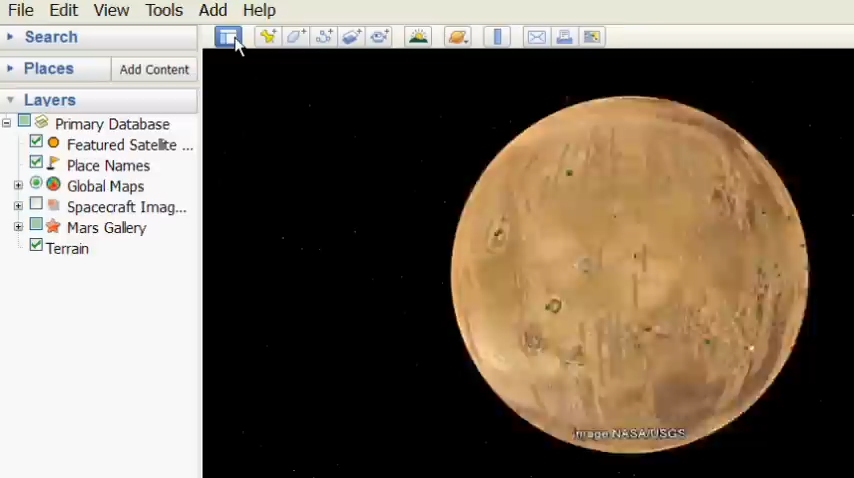 File Edit View Tools Add Help
Search
Places Add Content
Layers
Primary Database
Featured Satellite ...
Place Names
Global Maps
Spacecraft Imag...
Mars Gallery
Terrain
Image NASA/USGS